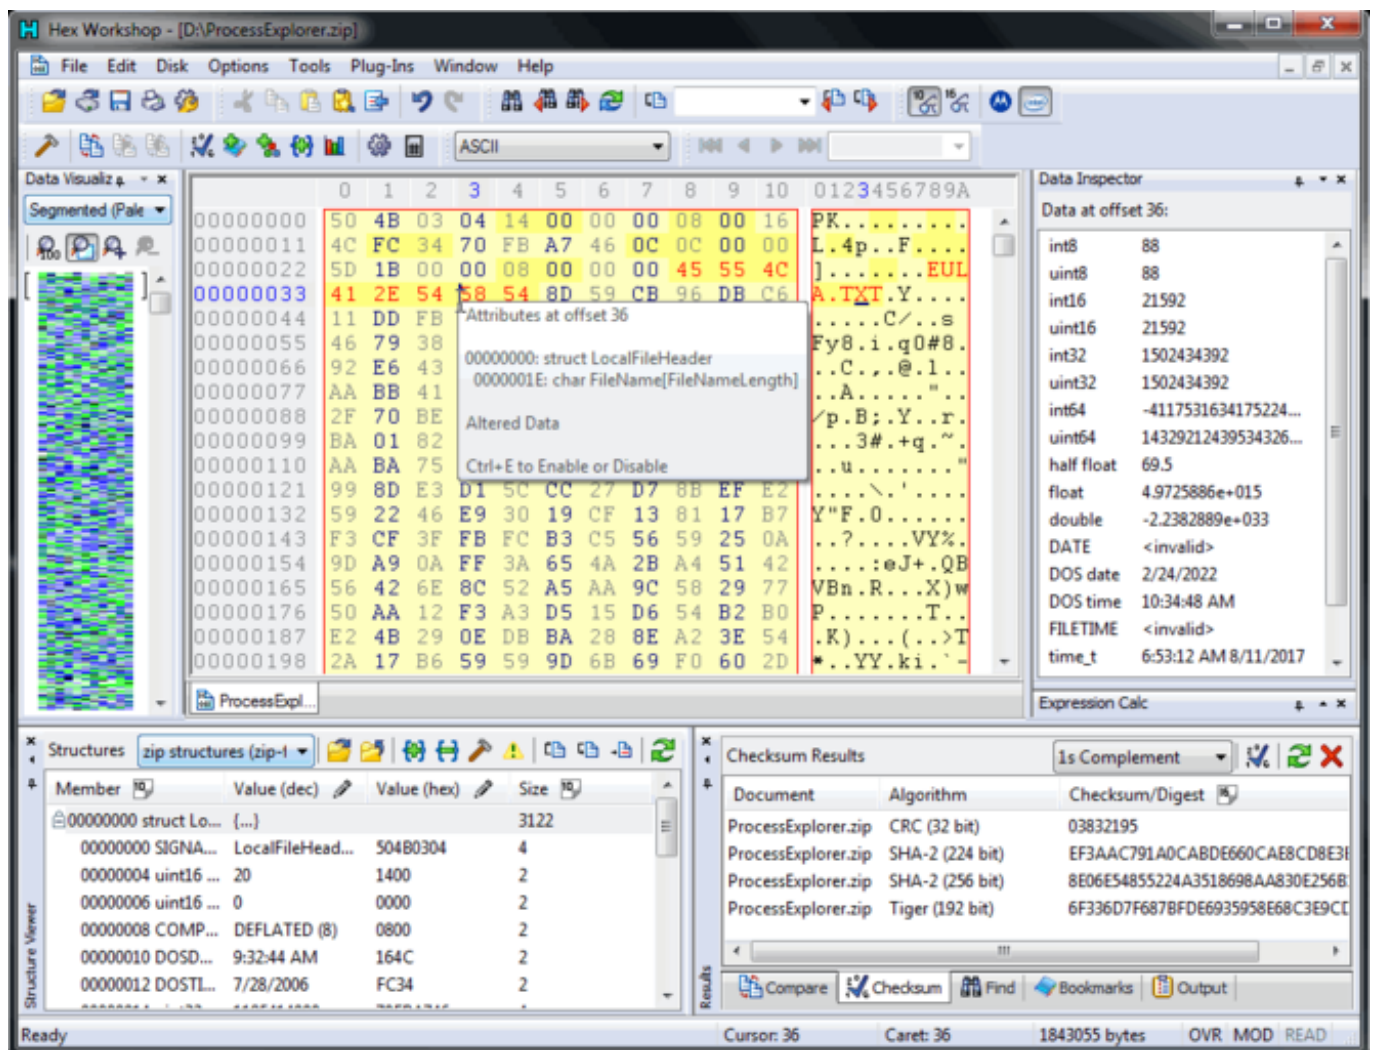 Hex Workshop - [D:\ProcessExplorer.zip]
File Edit Disk Options Tools Plug-Ins Window Help
ASCII
Data Visualiz
Segmented (Pale
0 1 2 3 4 5 6 7 8 9 10 0123456789A
00000000 50 4B 03 04 14 00 00 00 08 00 16 PK.........
00000011 4C FC 34 70 FB A7 46 0C 0C 00 00 L.4p..F....
00000022 5D 1B 00 00 08 00 00 00 45 55 4C ].......EUL
00000033 41 2E 54 58 54 8D 59 CB 96 DB C6 A.TXT.Y....
00000044 11 DD FB .....C/..s
00000055 46 79 38 Fy8.i.q0#8.
00000066 92 E6 43 ..C.,.@.1..
00000077 AA BB 41 ..A....."..
00000088 2F 70 BE /p.B;.Y..r.
00000099 BA 01 82 ...3#.+q.~.
00000110 AA BA 75 ..u......."
00000121 99 8D E3 D1 5C CC 27 D7 8B EF E2 ....\.'....
00000132 59 22 46 E9 30 19 CF 13 81 17 B7 Y"F.0......
00000143 F3 CF 3F FB FC B3 C5 56 59 25 0A ..?....VY%.
00000154 9D A9 0A FF 3A 65 4A 2B A4 51 42 ....:eJ+.QB
00000165 56 42 6E 8C 52 A5 AA 9C 58 29 77 VBn.R...X)w
00000176 50 AA 12 F3 A3 D5 15 D6 54 B2 B0 P.......T..
00000187 E2 4B 29 0E DB BA 28 8E A2 3E 54 .K)...(..>T
00000198 2A 17 B6 59 59 9D 6B 69 F0 60 2D *..YY.ki.`-
Attributes at offset 36
00000000: struct LocalFileHeader
0000001E: char FileName[FileNameLength]
Altered Data
Ctrl+E to Enable or Disable
ProcessExpl...
Data Inspector
Data at offset 36:
int8 88
uint8 88
int16 21592
uint16 21592
int32 1502434392
uint32 1502434392
int64 -4117531634175224...
uint64 14329212439534326...
half float 69.5
float 4.9725886e+015
double -2.2382889e+033
DATE <invalid>
DOS date 2/24/2022
DOS time 10:34:48 AM
FILETIME <invalid>
time_t 6:53:12 AM 8/11/2017
Expression Calc
Structures zip structures (zip-f
Member Value (dec) Value (hex) Size
00000000 struct Lo... {...} 3122
00000000 SIGNA... LocalFileHead... 504B0304 4
00000004 uint16 ... 20 1400 2
00000006 uint16 ... 0 0000 2
00000008 COMP... DEFLATED (8) 0800 2
00000010 DOSD... 9:32:44 AM 164C 2
00000012 DOSTI... 7/28/2006 FC34 2
Structure Viewer
Checksum Results 1s Complement
Document Algorithm Checksum/Digest
ProcessExplorer.zip CRC (32 bit) 03832195
ProcessExplorer.zip SHA-2 (224 bit) EF3AAC791A0CABDE660CAE8CD8E3E
ProcessExplorer.zip SHA-2 (256 bit) 8E06E54855224A3518698AA830E256B
ProcessExplorer.zip Tiger (192 bit) 6F336D7F687BFDE6935958E68C3E9CD
Results
Compare Checksum Find Bookmarks Output
Ready Cursor: 36 Caret: 36 1843055 bytes OVR MOD READ